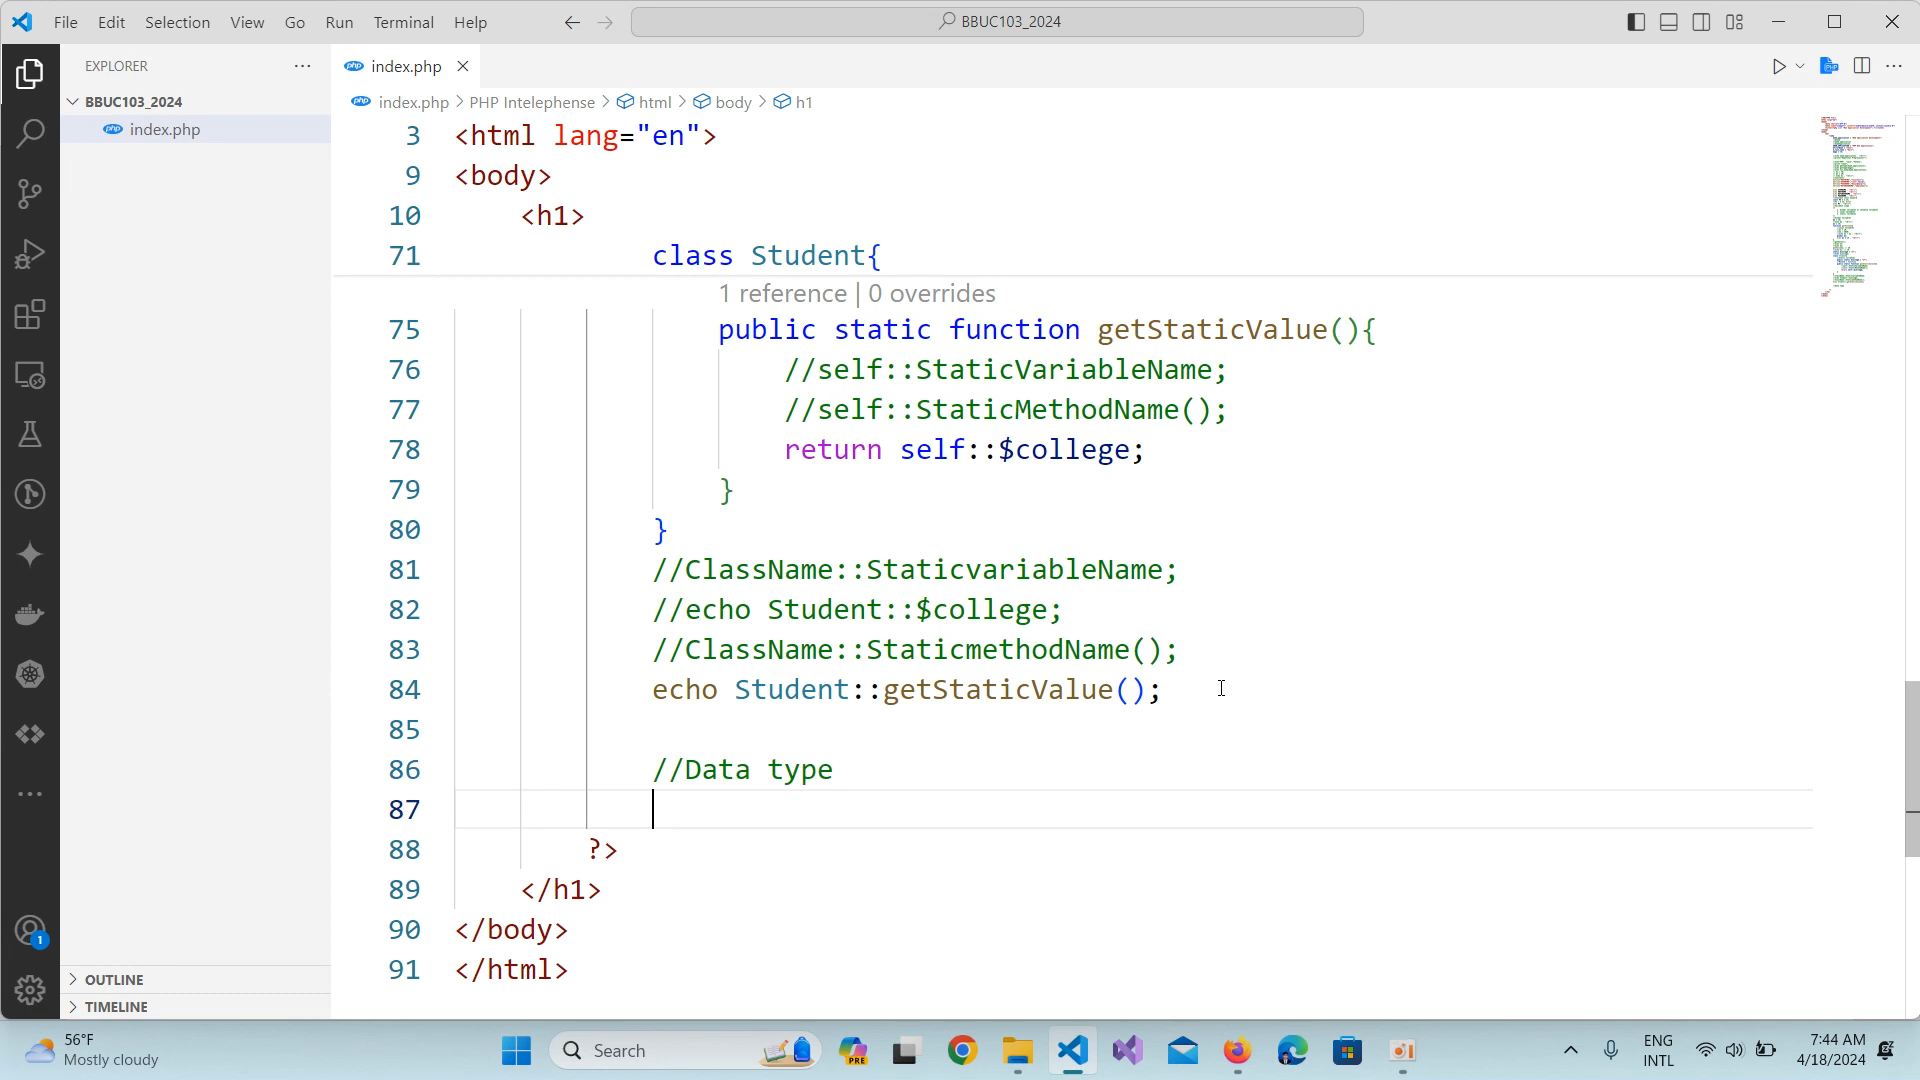 File Edit Selection View Go Run Terminal Help
BBUC103_2024
EXPLORER
BBUC103_2024
index.php
OUTLINE
TIMELINE
index.php
index.php > PHP Intelephense > html > body > h1
3 <html lang="en">
9 <body>
10 <h1>
71 class Student{
1 reference | 0 overrides
75 public static function getStaticValue(){
76 //self::StaticVariableName;
77 //self::StaticMethodName();
78 return self::$college;
79 }
80 }
81 //ClassName::StaticvariableName;
82 //echo Student::$college;
83 //ClassName::StaticmethodName();
84 echo Student::getStaticValue();
85
86 //Data type
87
88 ?>
89 </h1>
90 </body>
91 </html>
1
56°F
Mostly cloudy
Search
PRE
ENG
INTL
7:44 AM
4/18/2024